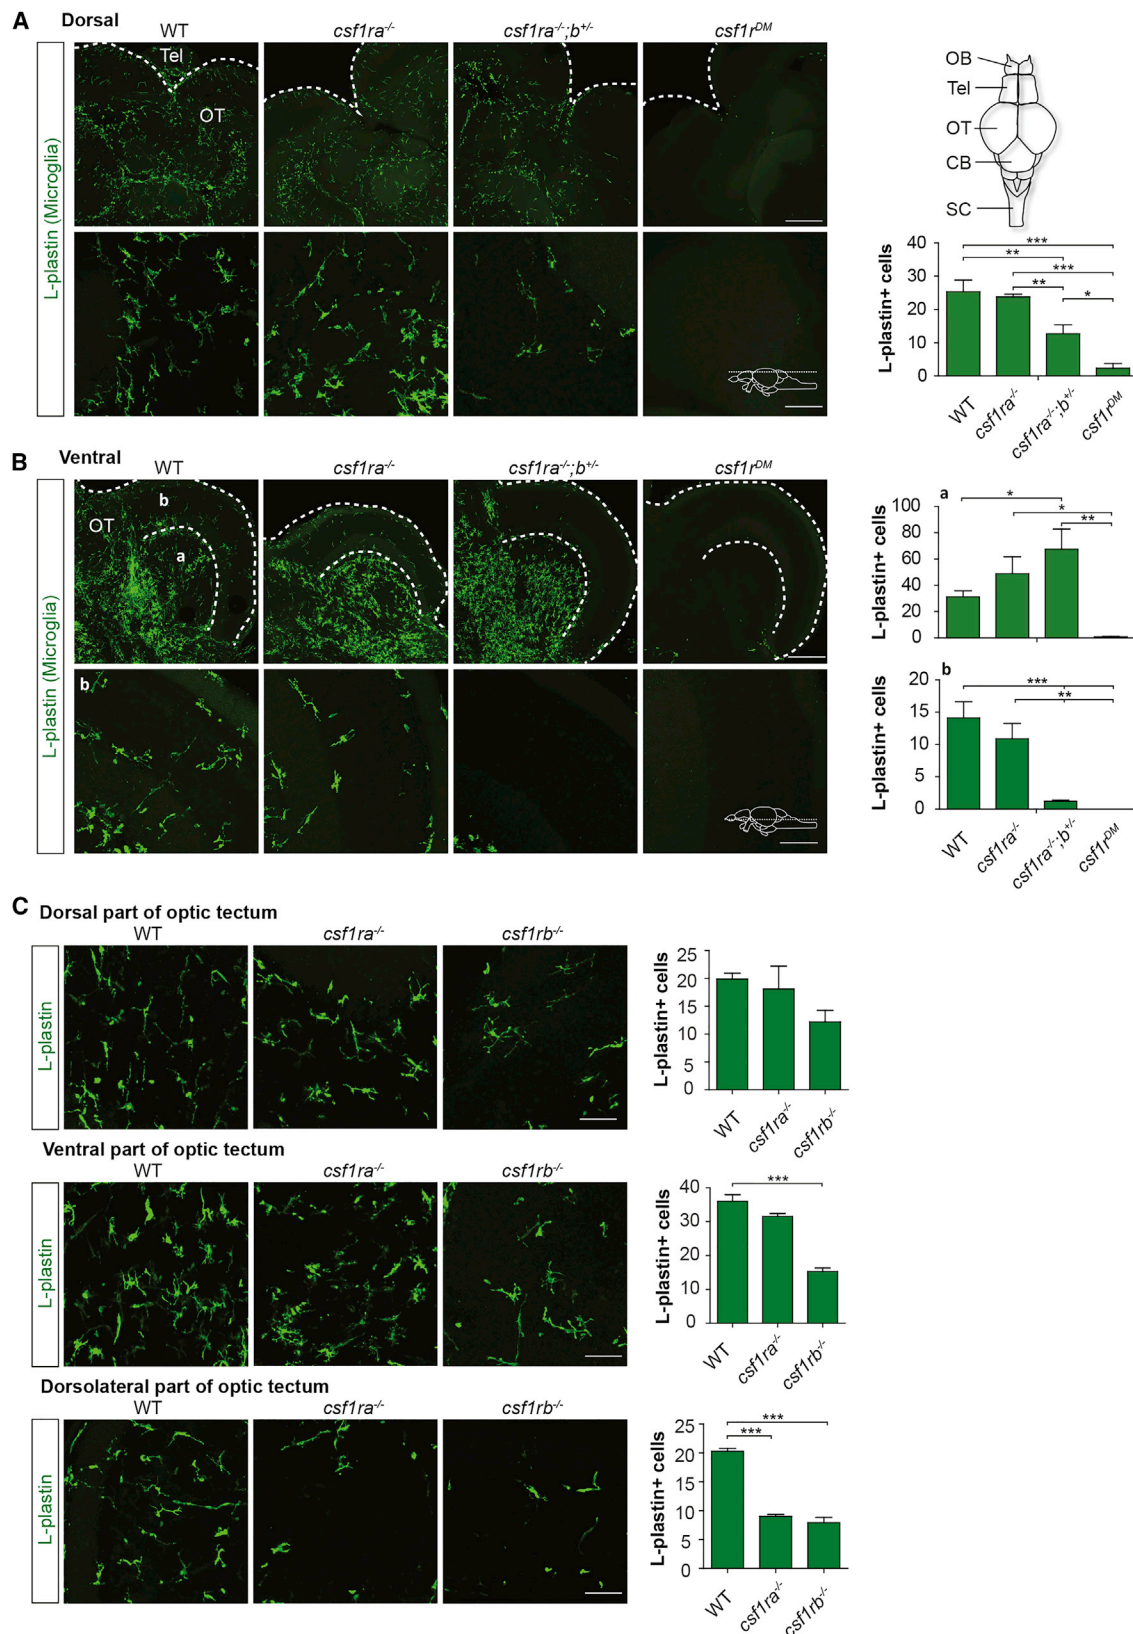 A Dorsal
WT csf1ra-/- csf1ra-/-;b+/- csf1rDM
L-plastin (Microglia)
Tel
OT
OB
Tel
OT
CB
SC
L-plastin+ cells
40
30
20
10
0
***
**
***
**
*
WT csf1ra-/- csf1ra-/-;b+/- csf1rDM
B Ventral
WT csf1ra-/- csf1ra-/-;b+/- csf1rDM
L-plastin (Microglia)
b
OT
a
b
a
L-plastin+ cells
100
80
60
40
20
0
*
*
**
b
L-plastin+ cells
20
15
10
5
0
***
**
WT csf1ra-/- csf1ra-/-;b+/- csf1rDM
C Dorsal part of optic tectum
WT csf1ra-/- csf1rb-/-
L-plastin
L-plastin+ cells
25
20
15
10
5
0
WT csf1ra-/- csf1rb-/-
Ventral part of optic tectum
WT csf1ra-/- csf1rb-/-
L-plastin
L-plastin+ cells
40
30
20
10
0
***
WT csf1ra-/- csf1rb-/-
Dorsolateral part of optic tectum
WT csf1ra-/- csf1rb-/-
L-plastin
L-plastin+ cells
25
20
15
10
5
0
***
***
WT csf1ra-/- csf1rb-/-